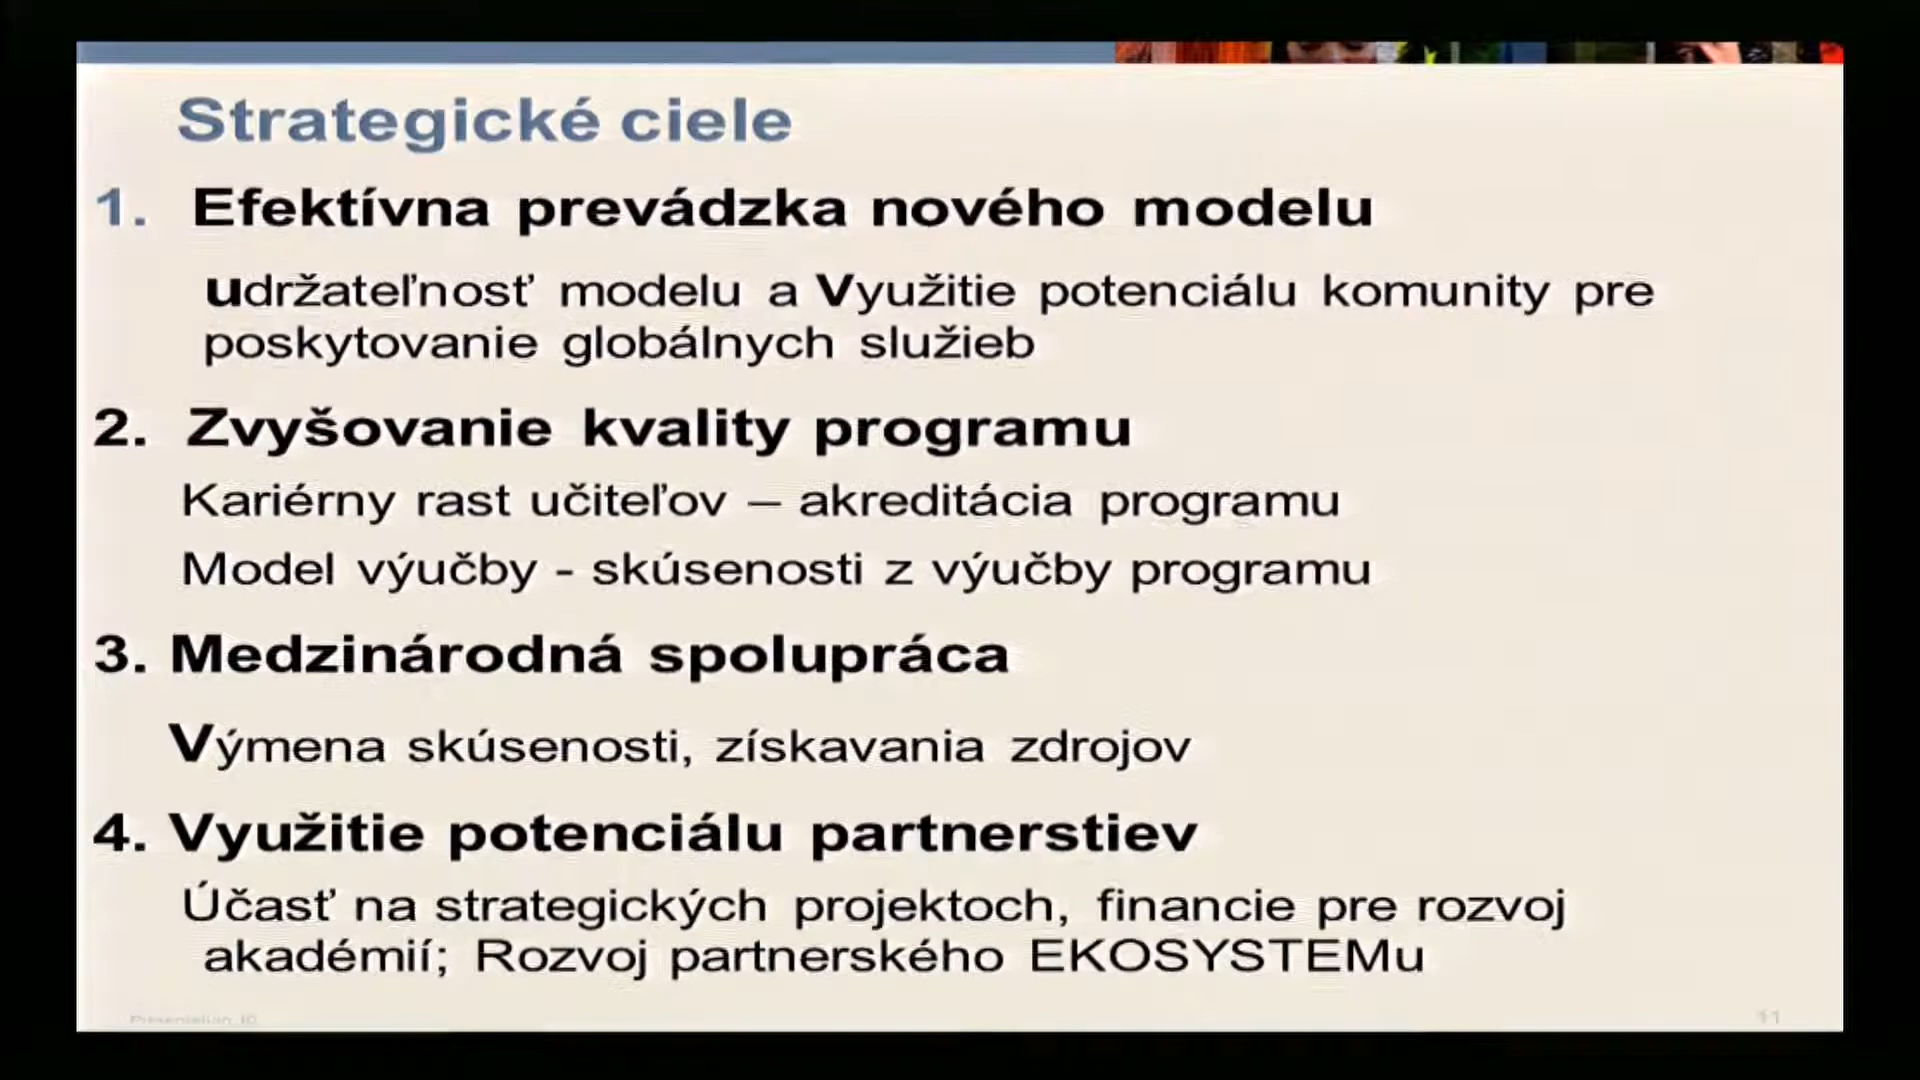 Strategické ciele
1. Efektívna prevádzka nového modelu
udržateľnosť modelu a Využitie potenciálu komunity pre
poskytovanie globálnych služieb
2. Zvyšovanie kvality programu
Kariérny rast učiteľov – akreditácia programu
Model výučby - skúsenosti z výučby programu
3. Medzinárodná spolupráca
Výmena skúsenosti, získavania zdrojov
4. Využitie potenciálu partnerstiev
Účasť na strategických projektoch, financie pre rozvoj
akadémií; Rozvoj partnerského EKOSYSTEMu
11